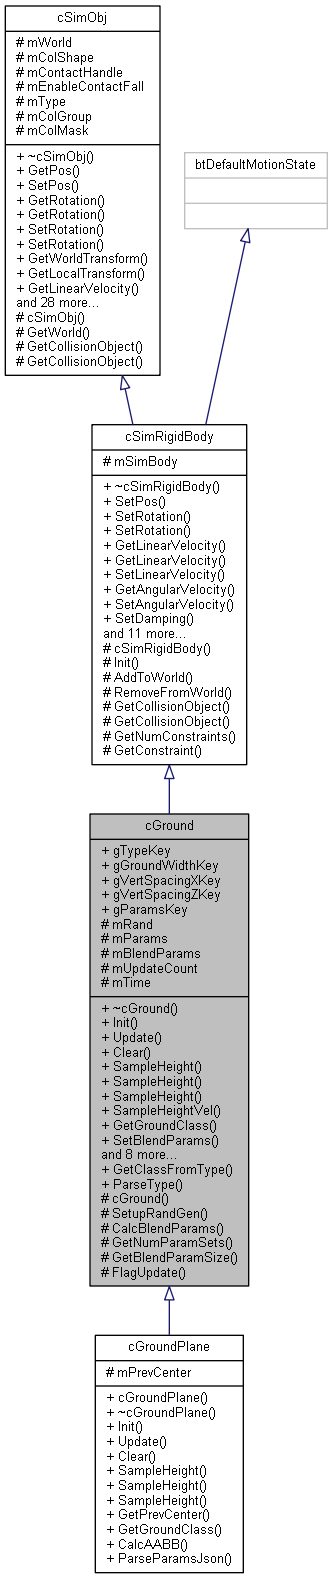 cSimObj
# mWorld
# mColShape
# mContactHandle
# mEnableContactFall
# mType
# mColGroup
# mColMask
+ ~cSimObj()
+ GetPos()
+ SetPos()
+ GetRotation()
+ GetRotation()
+ SetRotation()
+ SetRotation()
+ GetWorldTransform()
+ GetLocalTransform()
+ GetLinearVelocity()
and 28 more...
# cSimObj()
# GetWorld()
# GetCollisionObject()
# GetCollisionObject()
btDefaultMotionState
cSimRigidBody
# mSimBody
+ ~cSimRigidBody()
+ SetPos()
+ SetRotation()
+ SetRotation()
+ GetLinearVelocity()
+ GetLinearVelocity()
+ SetLinearVelocity()
+ GetAngularVelocity()
+ SetAngularVelocity()
+ SetDamping()
and 11 more...
# cSimRigidBody()
# Init()
# AddToWorld()
# RemoveFromWorld()
# GetCollisionObject()
# GetCollisionObject()
# GetNumConstraints()
# GetConstraint()
cGround
+ gTypeKey
+ gGroundWidthKey
+ gVertSpacingXKey
+ gVertSpacingZKey
+ gParamsKey
# mRand
# mParams
# mBlendParams
# mUpdateCount
# mTime
+ ~cGround()
+ Init()
+ Update()
+ Clear()
+ SampleHeight()
+ SampleHeight()
+ SampleHeight()
+ SampleHeightVel()
+ GetGroundClass()
+ SetBlendParams()
and 8 more...
+ GetClassFromType()
+ ParseType()
# cGround()
# SetupRandGen()
# CalcBlendParams()
# GetNumParamSets()
# GetBlendParamSize()
# FlagUpdate()
cGroundPlane
# mPrevCenter
+ cGroundPlane()
+ ~cGroundPlane()
+ Init()
+ Update()
+ Clear()
+ SampleHeight()
+ SampleHeight()
+ SampleHeight()
+ GetPrevCenter()
+ GetGroundClass()
+ CalcAABB()
+ ParseParamsJson()